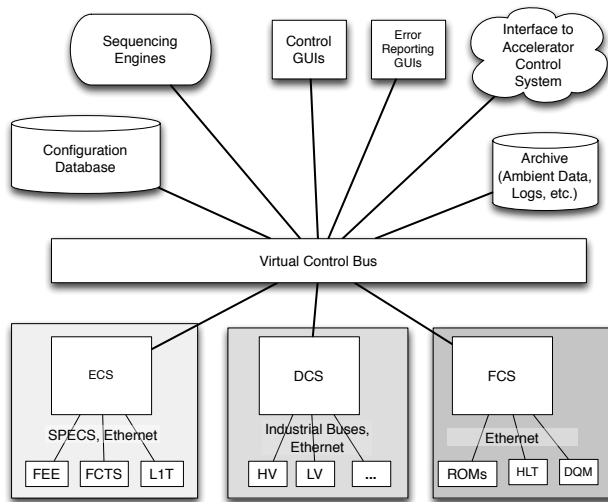 Sequencing
Engines
Control
GUIs
Error
Reporting
GUIs
Interface to
Accelerator
Control
System
Configuration
Database
Archive
(Ambient Data,
Logs, etc.)
Virtual Control Bus
ECS
DCS
FCS
SPECS, Ethernet
Industrial Buses,
Ethernet
Ethernet
FEE
FCTS
L1T
HV
LV
...
ROMs
HLT
DQM